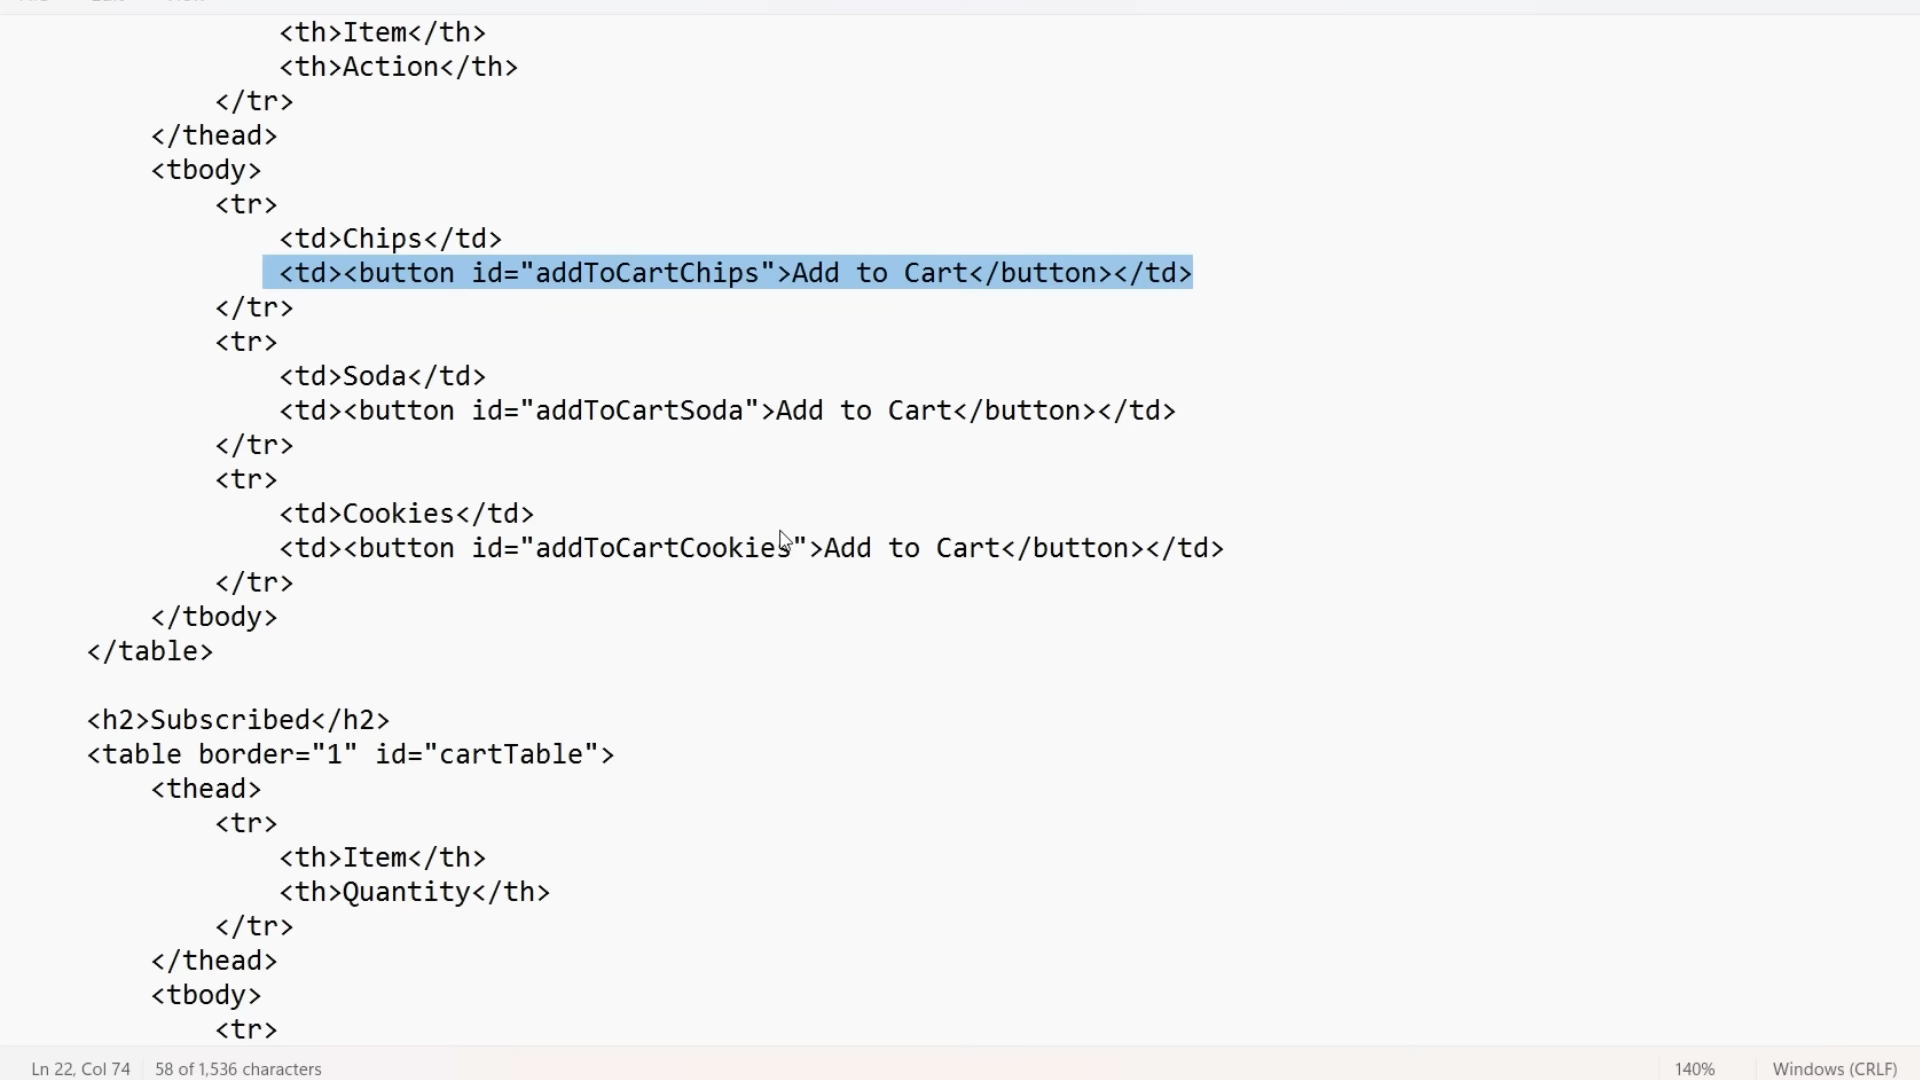 <th>Item</th>
<th>Action</th>
</tr>
</thead>
<tbody>
<tr>
<td>Chips</td>
<td><button id="addToCartChips">Add to Cart</button></td>
</tr>
<tr>
<td>Soda</td>
<td><button id="addToCartSoda">Add to Cart</button></td>
</tr>
<tr>
<td>Cookies</td>
<td><button id="addToCartCookies">Add to Cart</button></td>
</tr>
</tbody>
</table>
<h2>Subscribed</h2>
<table border="1" id="cartTable">
<thead>
<tr>
<th>Item</th>
<th>Quantity</th>
</tr>
</thead>
<tbody>
<tr>
Ln 22, Col 74 58 of 1,536 characters 140% Windows (CRLF)